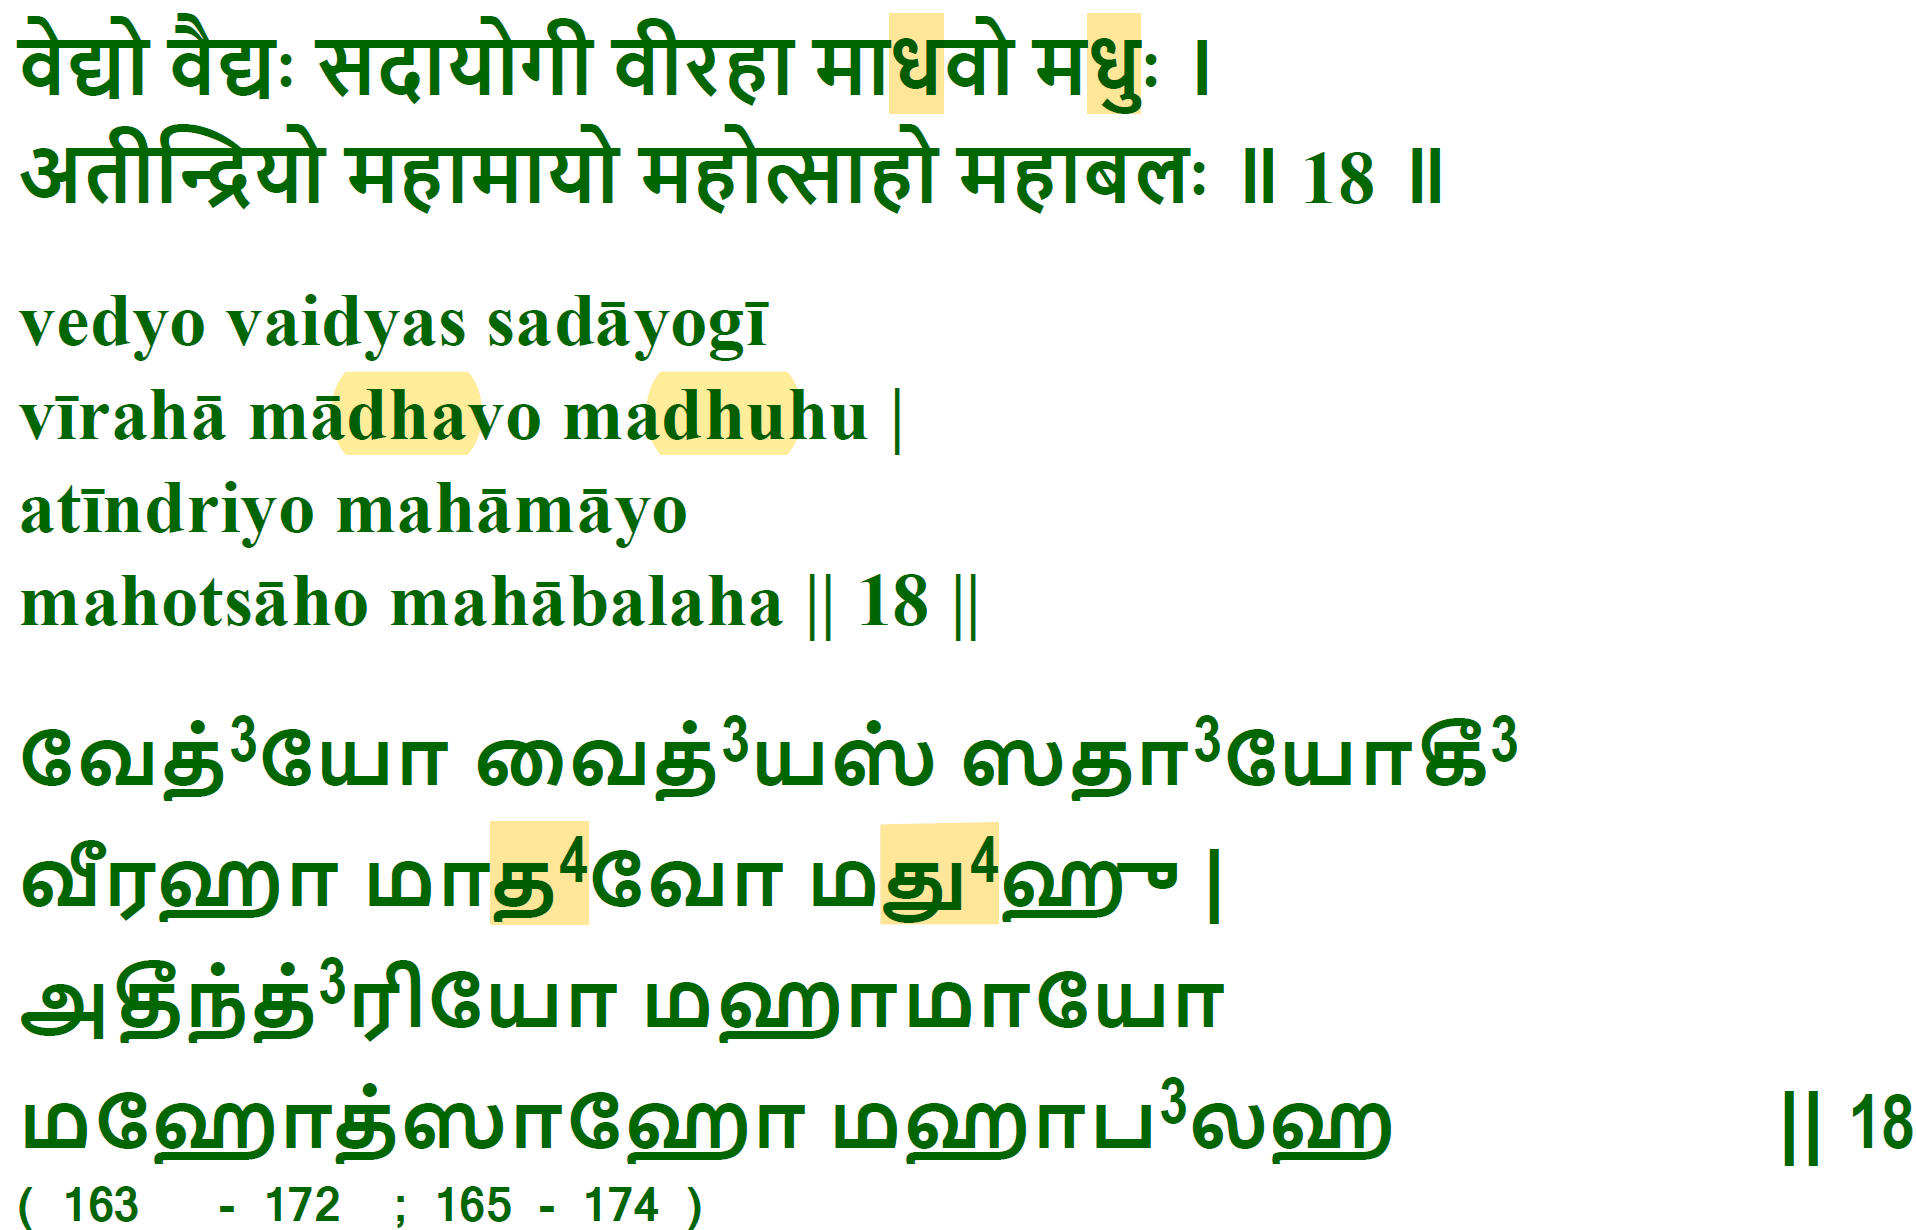 वेद्यो वैद्यः सदायोगी वीरहा माधवो मधुः ।
अतीन्द्रियो महामायो महोत्साहो महाबलः ॥ 18 ॥
vedyo vaidyas sadāyogī
vīrahā mādhavo madhuhu |
atīndriyo mahāmāyo
mahotsāho mahābalaha || 18 ||
வேத்³யோ வைத்³யஸ் ஸதா³யோகீ³
வீரஹா மாத⁴வோ மது⁴ஹு |
அதீந்த்³ரியோ மஹாமாயோ
மஹோத்ஸாஹோ மஹாப³லஹ || 18
( 163 - 172 ; 165 - 174 )